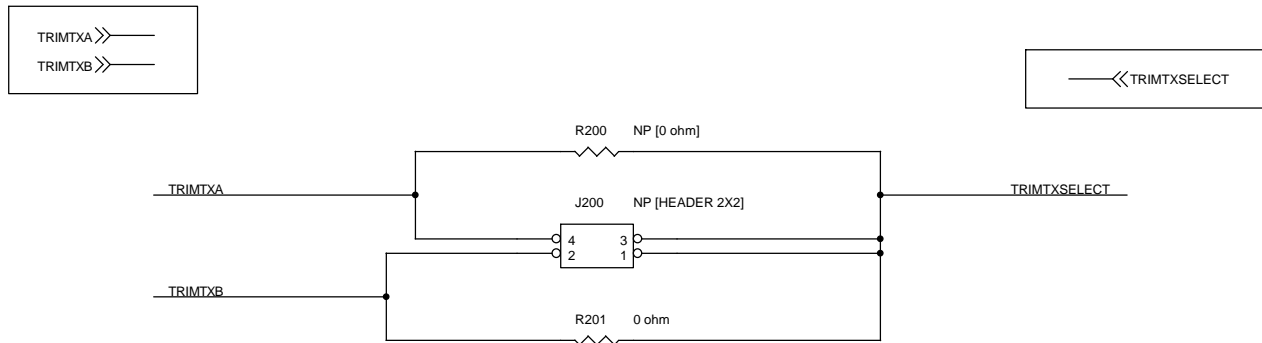 TRIMTXA
TRIMTXB
TRIMTXSELECT
R200 NP [0 ohm]
TRIMTXA
TRIMTXSELECT
J200 NP [HEADER 2X2]
4 3
2 1
TRIMTXB
R201 0 ohm